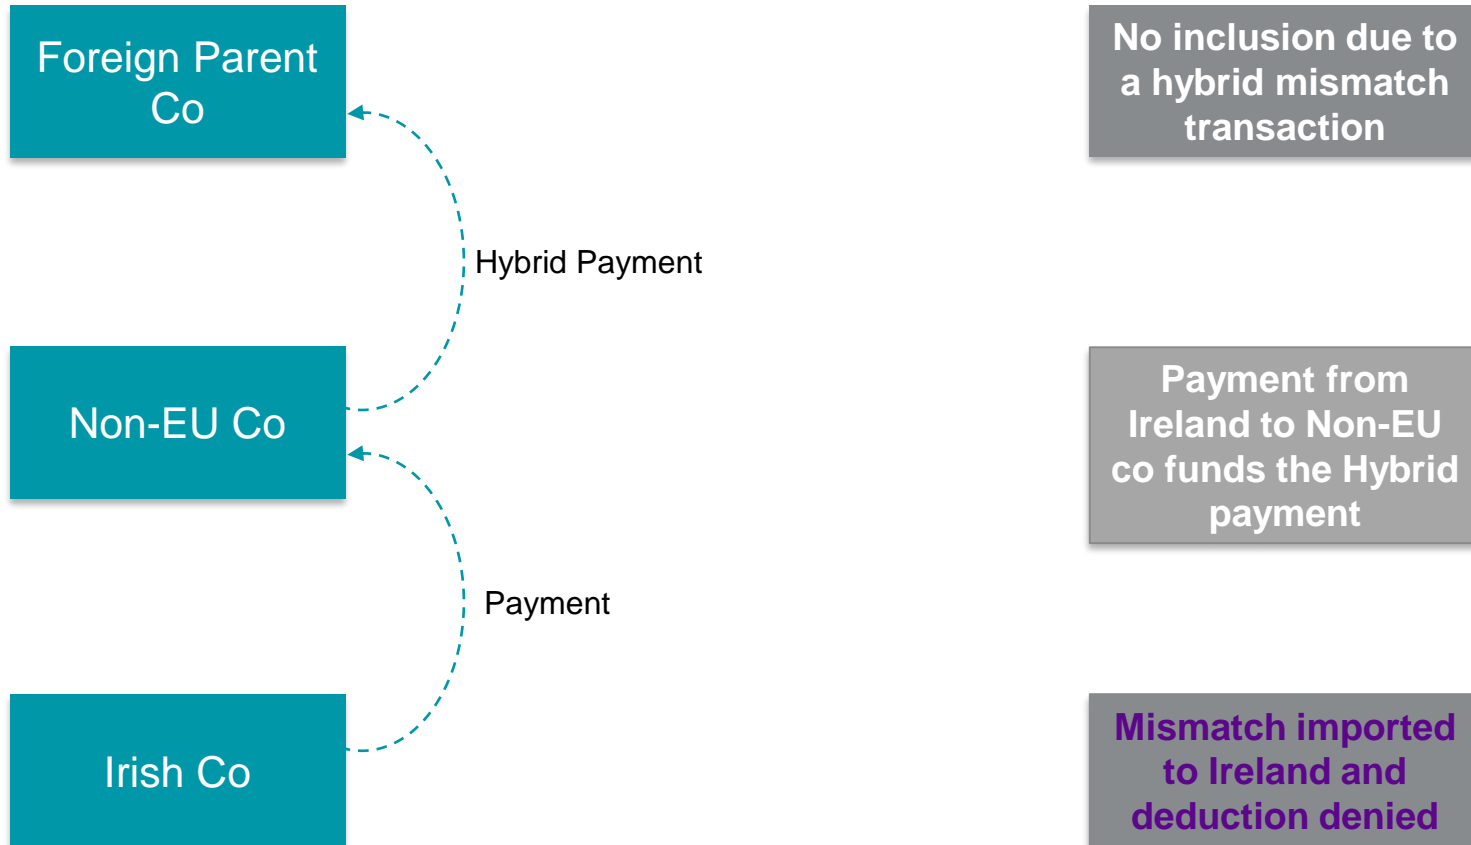 Foreign Parent
Co
No inclusion due to
a hybrid mismatch
transaction
Hybrid Payment
Non-EU Co
Payment from
Ireland to Non-EU
co funds the Hybrid
payment
Payment
Irish Co
Mismatch imported
to Ireland and
deduction denied